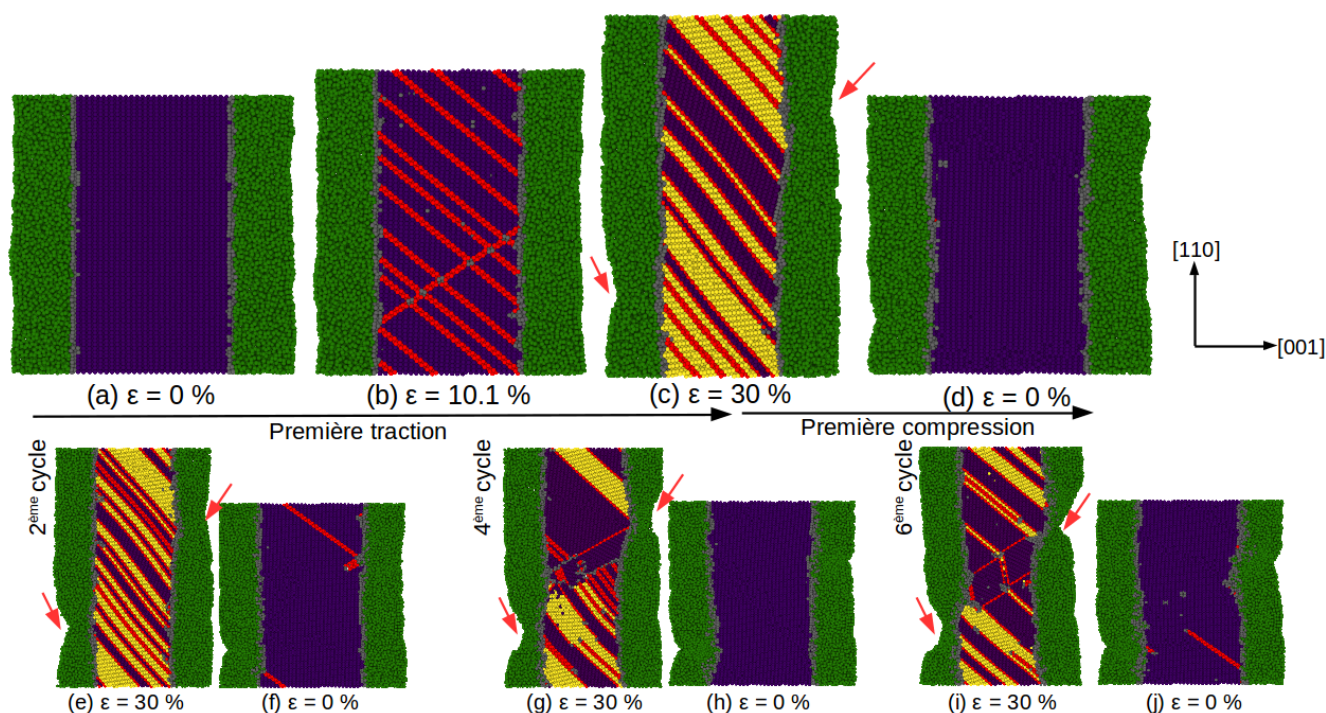 [110]
[001]
(a) ε = 0 %
(b) ε = 10.1 %
(c) ε = 30 %
(d) ε = 0 %
Première traction
Première compression
2ème cycle
4ème cycle
6ème cycle
(e) ε = 30 %
(f) ε = 0 %
(g) ε = 30 %
(h) ε = 0 %
(i) ε = 30 %
(j) ε = 0 %